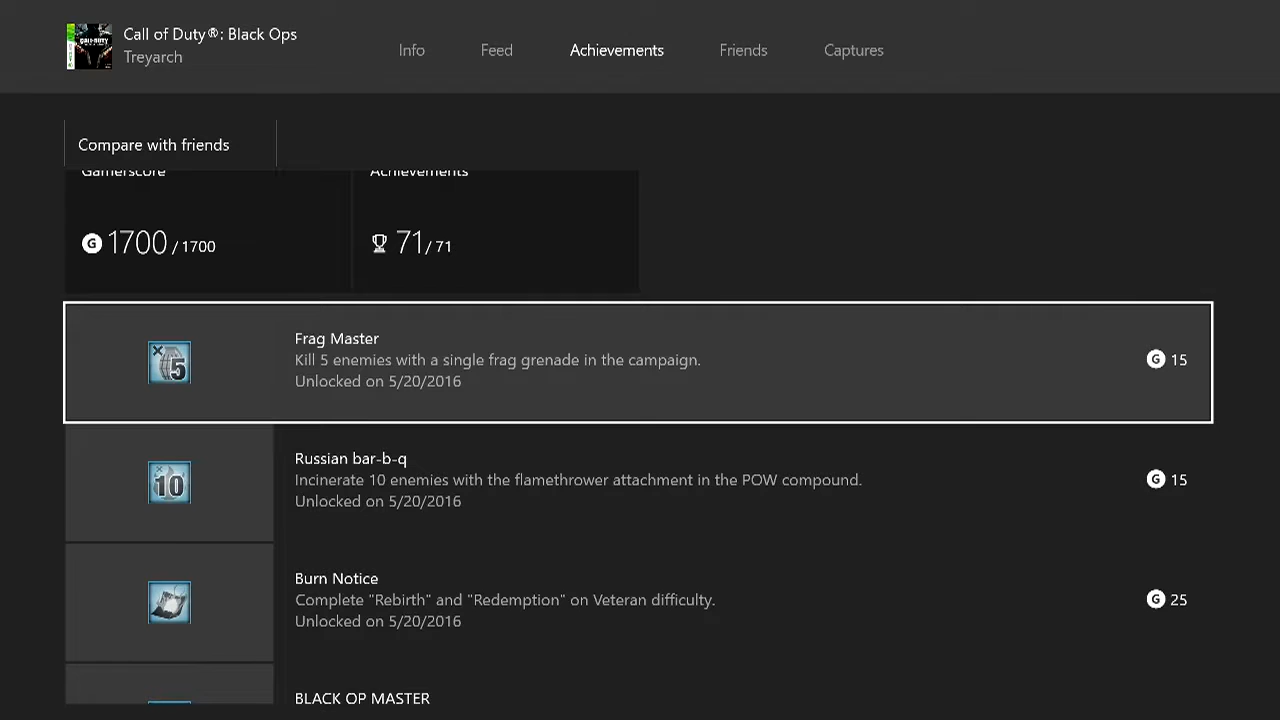 Call of Duty®: Black Ops
Treyarch
Info
Feed
Achievements
Friends
Captures
Compare with friends
Gamerscore
Achievements
G 1700 / 1700
71 / 71
5
Frag Master
Kill 5 enemies with a single frag grenade in the campaign.
Unlocked on 5/20/2016
G 15
10
Russian bar-b-q
Incinerate 10 enemies with the flamethrower attachment in the POW compound.
Unlocked on 5/20/2016
G 15
Burn Notice
Complete "Rebirth" and "Redemption" on Veteran difficulty.
Unlocked on 5/20/2016
G 25
BLACK OP MASTER